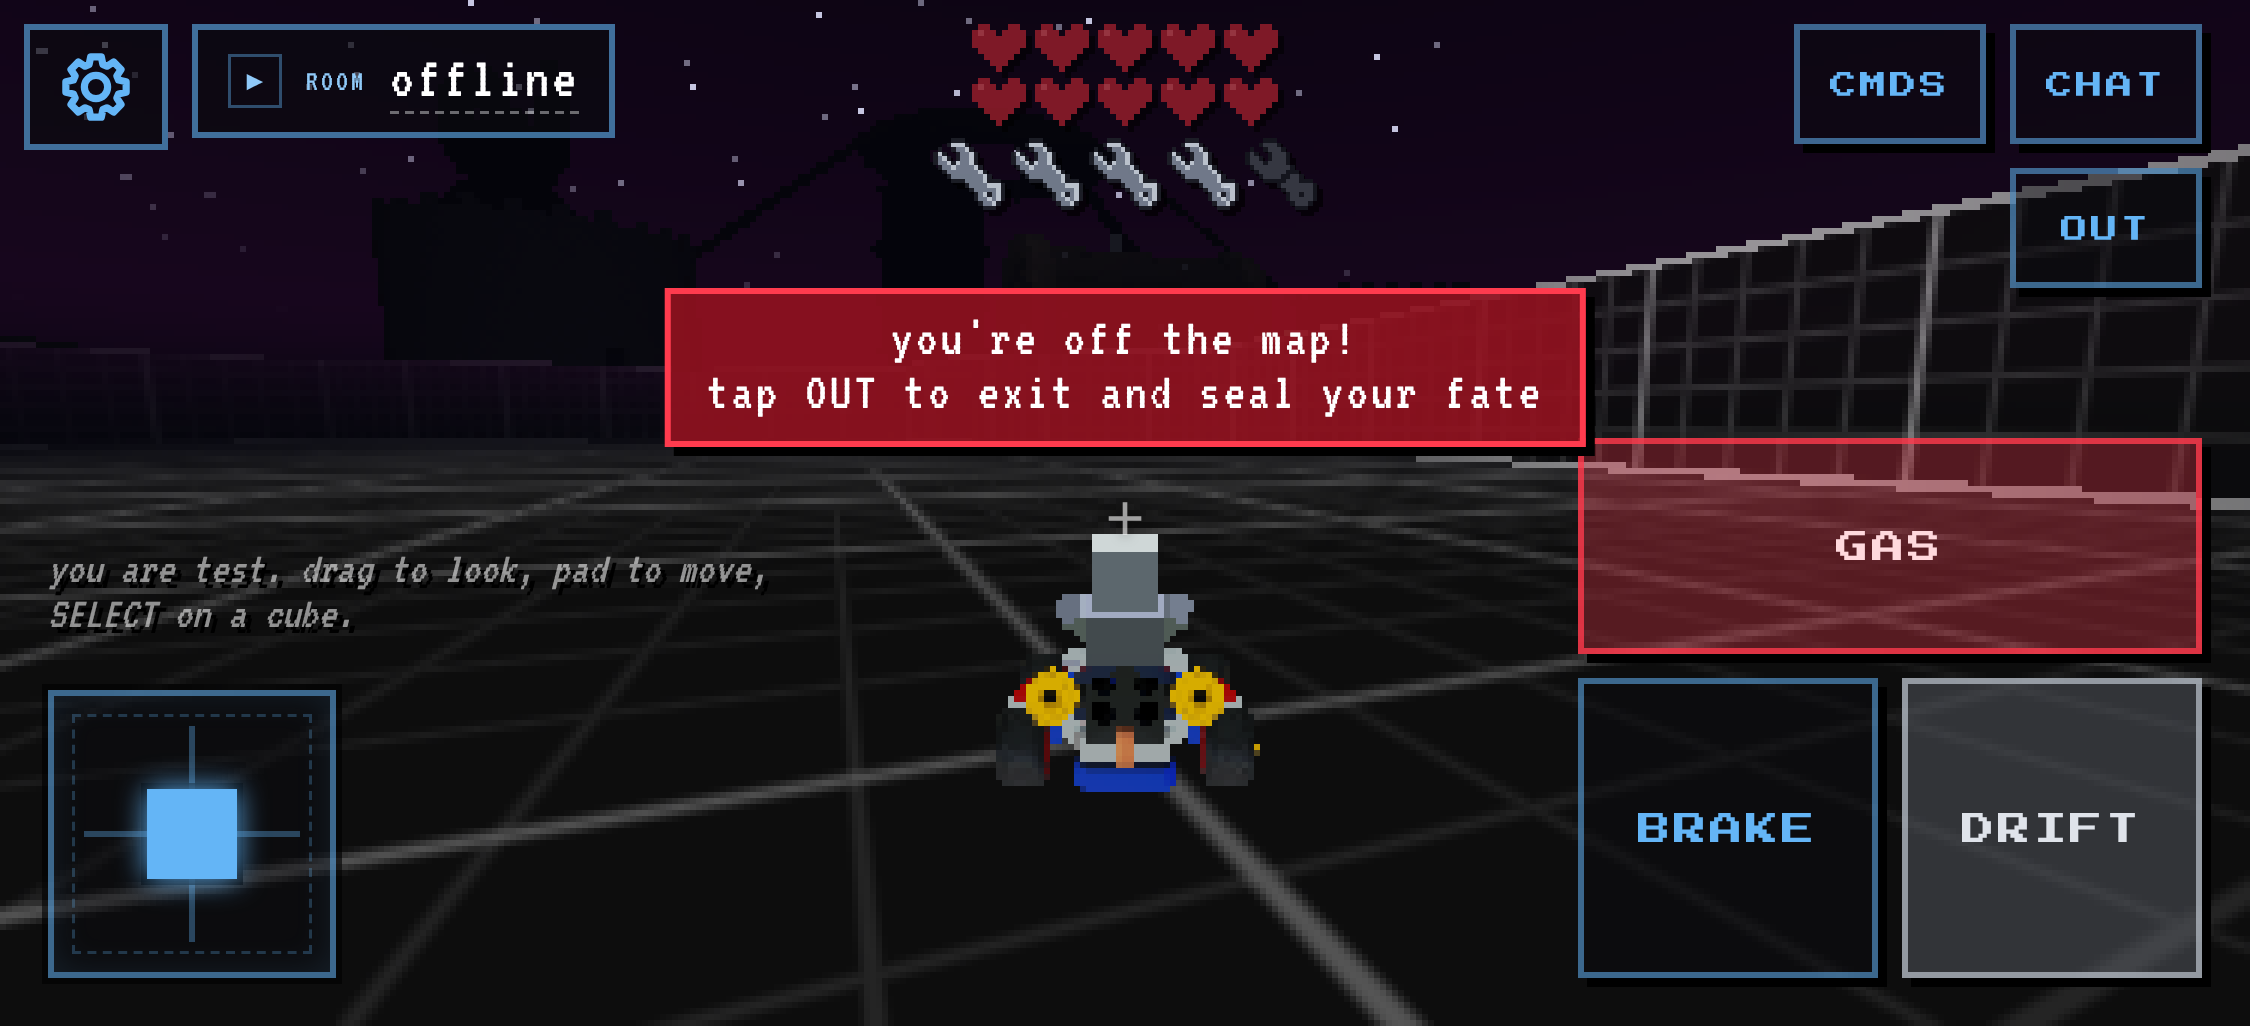 ROOM offline
CMDS
CHAT
OUT
you're off the map!
tap OUT to exit and seal your fate
GAS
you are test. drag to look, pad to move,
SELECT on a cube.
BRAKE
DRIFT